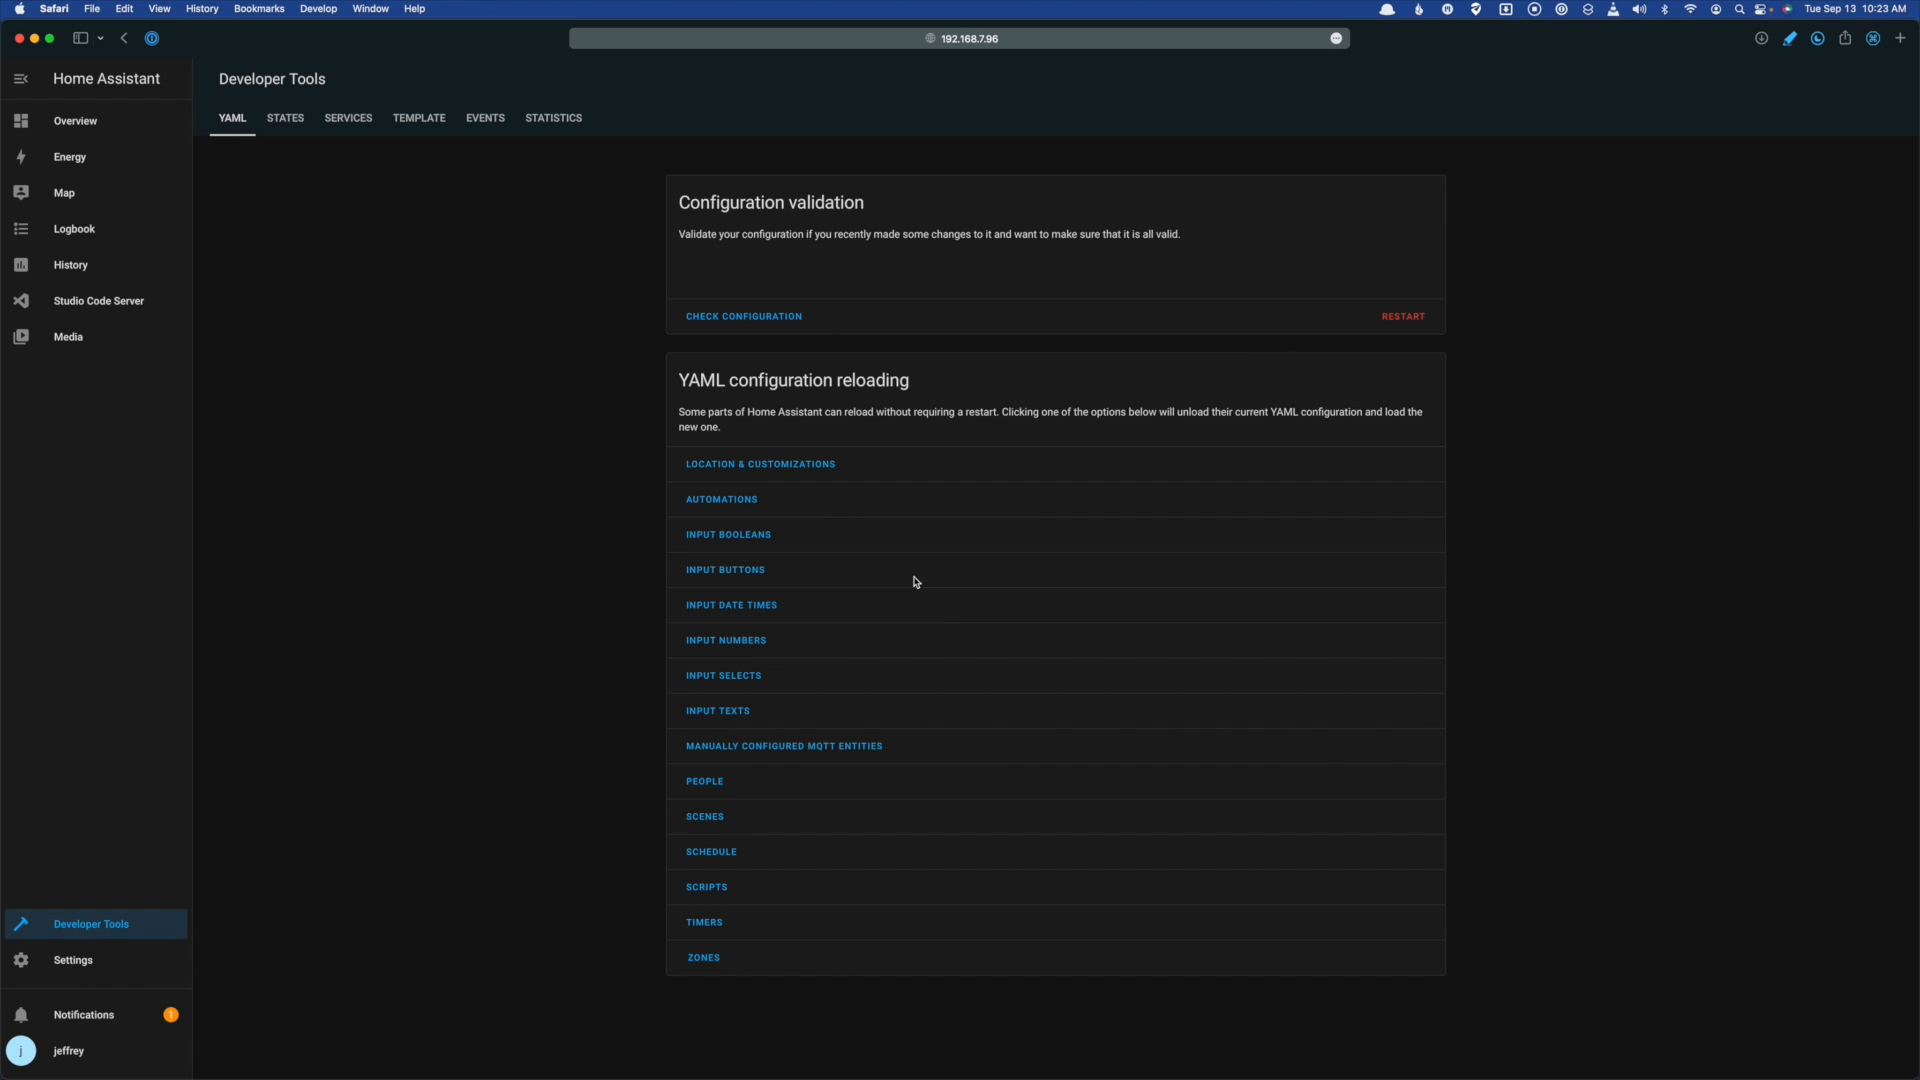 Safari File Edit View History Bookmarks Develop Window Help Tue Sep 13 10:23 AM
192.168.7.96
Home Assistant
Developer Tools
YAML STATES SERVICES TEMPLATE EVENTS STATISTICS
Overview
Energy
Map
Logbook
History
Studio Code Server
Media
Developer Tools
Settings
Notifications 1
j jeffrey
Configuration validation
Validate your configuration if you recently made some changes to it and want to make sure that it is all valid.
CHECK CONFIGURATION RESTART
YAML configuration reloading
Some parts of Home Assistant can reload without requiring a restart. Clicking one of the options below will unload their current YAML configuration and load the
new one.
LOCATION & CUSTOMIZATIONS
AUTOMATIONS
INPUT BOOLEANS
INPUT BUTTONS
INPUT DATE TIMES
INPUT NUMBERS
INPUT SELECTS
INPUT TEXTS
MANUALLY CONFIGURED MQTT ENTITIES
PEOPLE
SCENES
SCHEDULE
SCRIPTS
TIMERS
ZONES